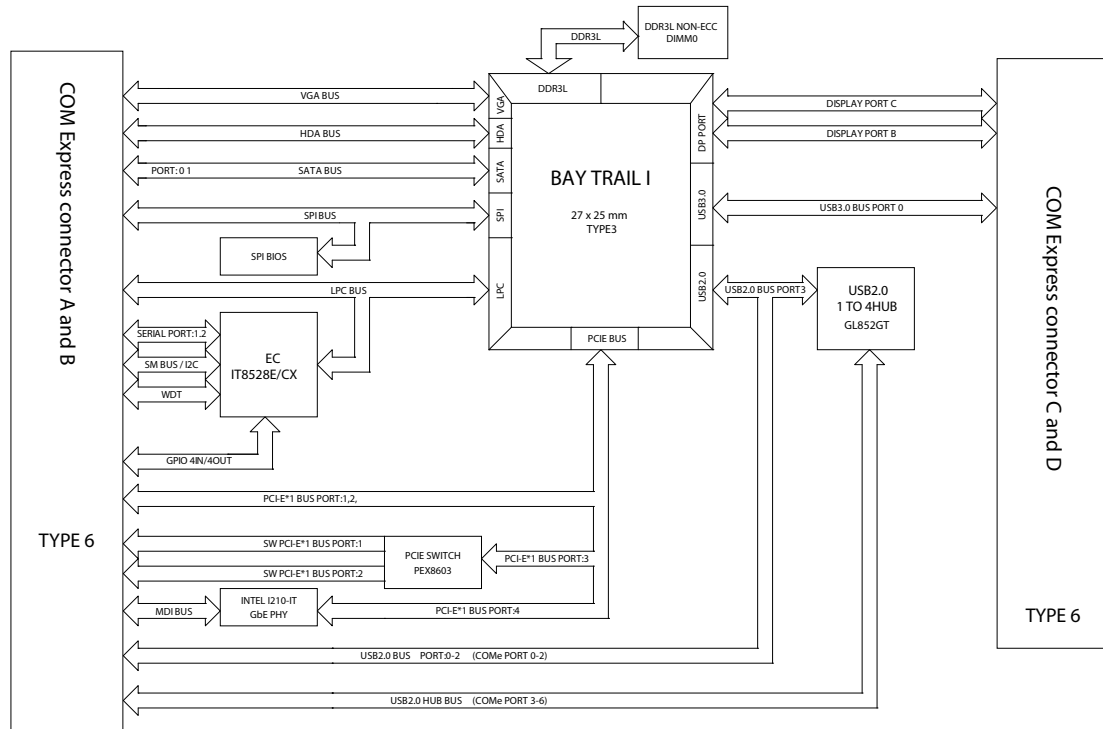 DDR3L
DDR3L NON-ECC
DIMM0
COM Express connector A and B
TYPE 6
VGA BUS
HDA BUS
PORT: 0 1
SATA BUS
SPI BUS
SPI BIOS
LPC BUS
SERIAL PORT:1.2
SM BUS / I2C
WDT
EC
IT8528E/CX
GPIO 4IN/4OUT
DDR3L
VGA
HDA
SATA
SPI
LPC
BAY TRAIL I
27 x 25 mm
TYPE3
DP PORT
USB3.0
USB2.0
PCIE BUS
DISPLAY PORT C
DISPLAY PORT B
USB3.0 BUS PORT 0
USB2.0 BUS PORT3
USB2.0
1 TO 4HUB
GL852GT
COM Express connector C and D
TYPE 6
PCI-E*1 BUS PORT:1,2,
SW PCI-E*1 BUS PORT:1
SW PCI-E*1 BUS PORT:2
PCIE SWITCH
PEX8603
PCI-E*1 BUS PORT:3
MDI BUS
INTEL I210-IT
GbE PHY
PCI-E*1 BUS PORT:4
USB2.0 BUS PORT:0-2 (COMe PORT 0-2)
USB2.0 HUB BUS (COMe PORT 3-6)